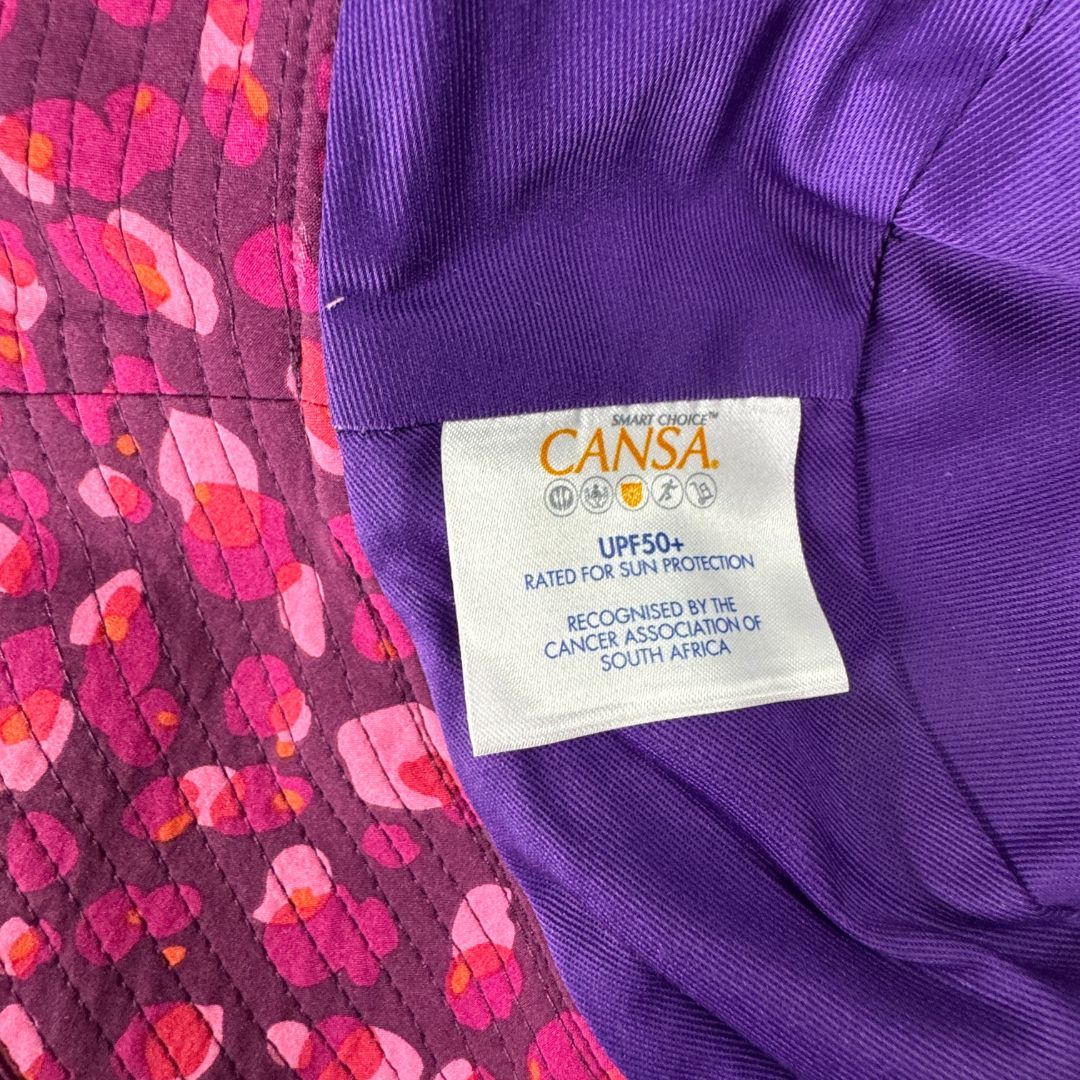 SMART CHOICE™
CANSA.
UPF50+
RATED FOR SUN PROTECTION
RECOGNISED BY THE
CANCER ASSOCIATION OF
SOUTH AFRICA